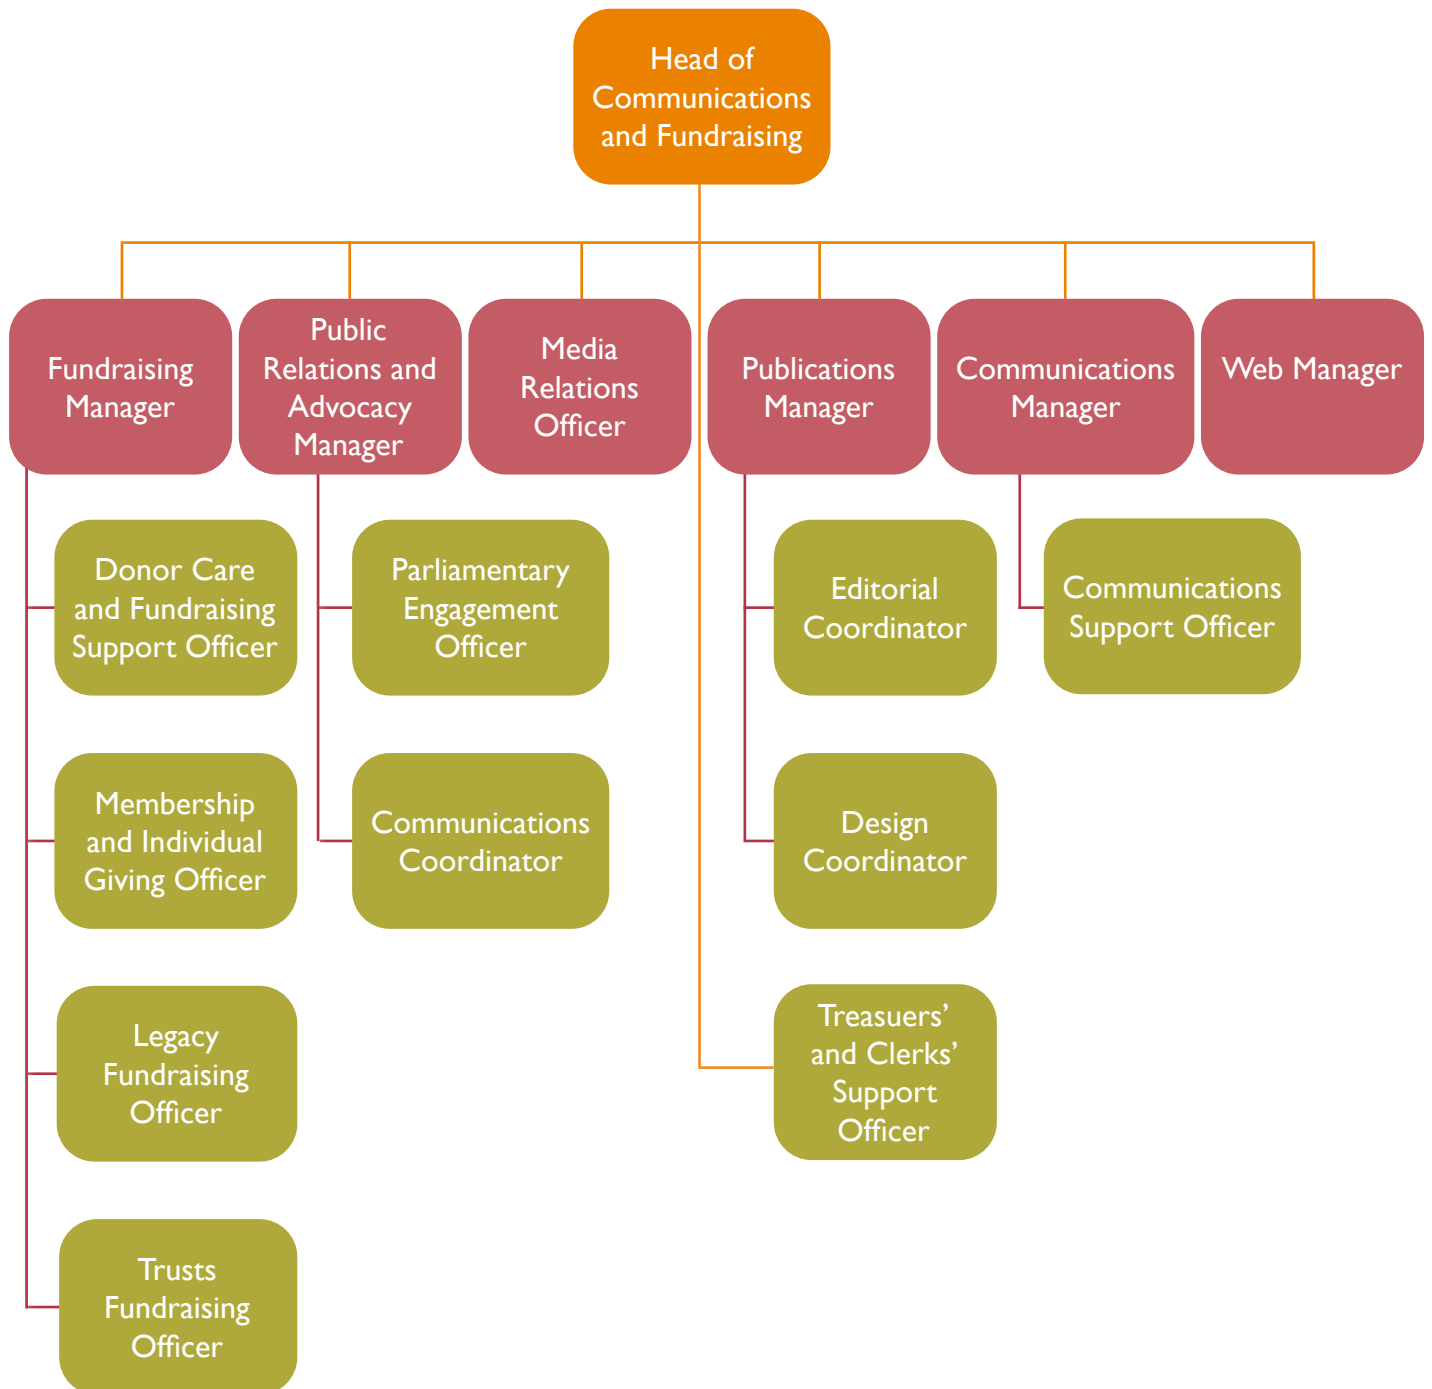 Head of
Communications
and Fundraising
Fundraising
Manager
Public
Relations and
Advocacy
Manager
Media
Relations
Officer
Publications
Manager
Communications
Manager
Web Manager
Donor Care
and Fundraising
Support Officer
Parliamentary
Engagement
Officer
Editorial
Coordinator
Communications
Support Officer
Membership
and Individual
Giving Officer
Communications
Coordinator
Design
Coordinator
Legacy
Fundraising
Officer
Treasuers’
and Clerks’
Support
Officer
Trusts
Fundraising
Officer